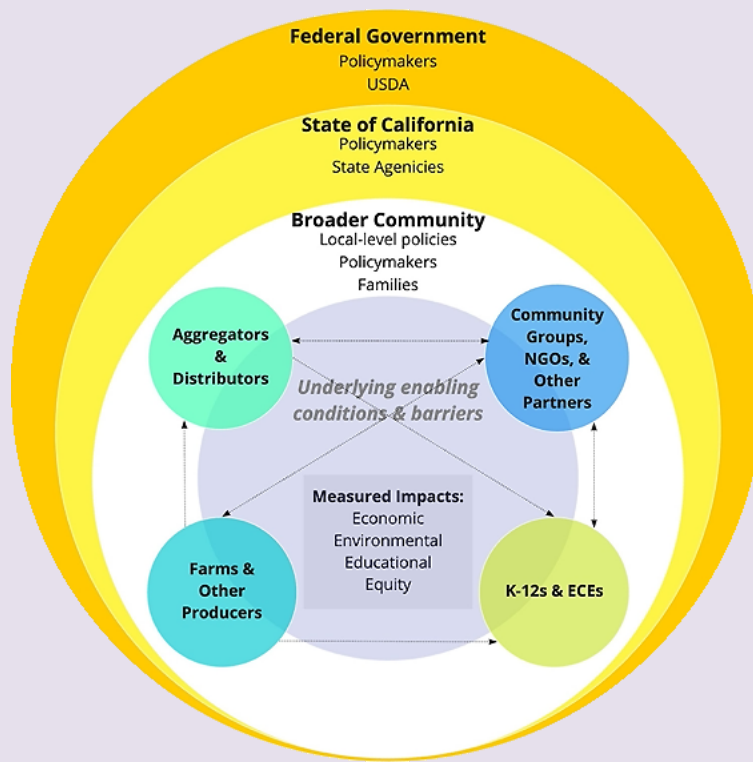 Federal Government
Policymakers
USDA
State of California
Policymakers
State Agenicies
Broader Community
Local-level policies
Policymakers
Families
Aggregators
&
Distributors
Community
Groups,
NGOs, &
Other
Partners
Underlying enabling
conditions & barriers
Measured Impacts:
Economic
Environmental
Educational
Equity
Farms &
Other
Producers
K-12s & ECEs